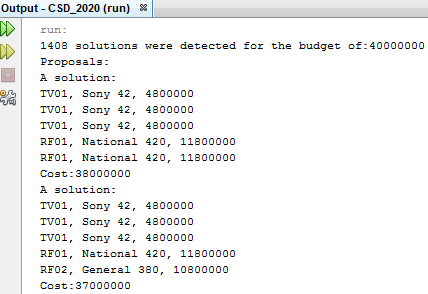 Output - CSD_2020 (run)
run:
1408 solutions were detected for the budget of:40000000
Proposals:
A solution:
TV01, Sony 42, 4800000
TV01, Sony 42, 4800000
TV01, Sony 42, 4800000
RF01, National 420, 11800000
RF01, National 420, 11800000
Cost:38000000
A solution:
TV01, Sony 42, 4800000
TV01, Sony 42, 4800000
TV01, Sony 42, 4800000
RF01, National 420, 11800000
RF02, General 380, 10800000
Cost:37000000